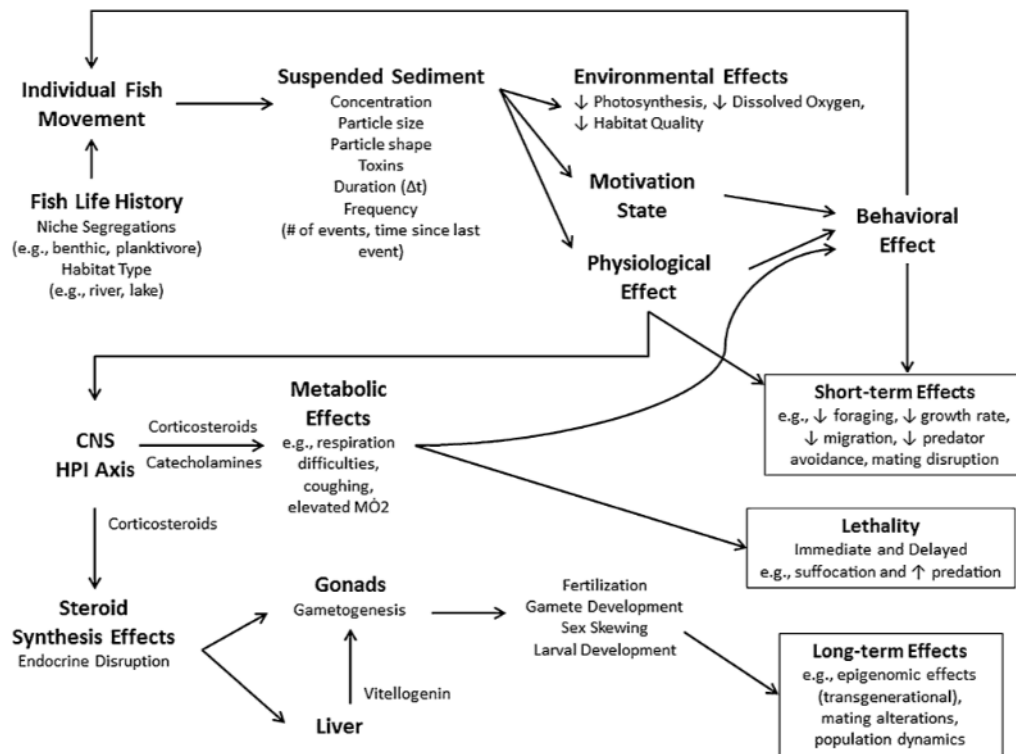 Individual Fish
Movement
Suspended Sediment
Concentration
Particle size
Particle shape
Toxins
Duration (Δt)
Frequency
(# of events, time since last
event)
Environmental Effects
↓ Photosynthesis, ↓ Dissolved Oxygen,
↓ Habitat Quality
Fish Life History
Niche Segregations
(e.g., benthic, planktivore)
Habitat Type
(e.g., river, lake)
Motivation
State
Physiological
Effect
Behavioral
Effect
CNS
HPI Axis
Corticosteroids
Catecholamines
Metabolic
Effects
e.g., respiration
difficulties,
coughing,
elevated MȮ2
Short-term Effects
e.g., ↓ foraging, ↓ growth rate,
↓ migration, ↓ predator
avoidance, mating disruption
Corticosteroids
Lethality
Immediate and Delayed
e.g., suffocation and ↑ predation
Steroid
Synthesis Effects
Endocrine Disruption
Gonads
Gametogenesis
Vitellogenin
Liver
Fertilization
Gamete Development
Sex Skewing
Larval Development
Long-term Effects
e.g., epigenomic effects
(transgenerational),
mating alterations,
population dynamics